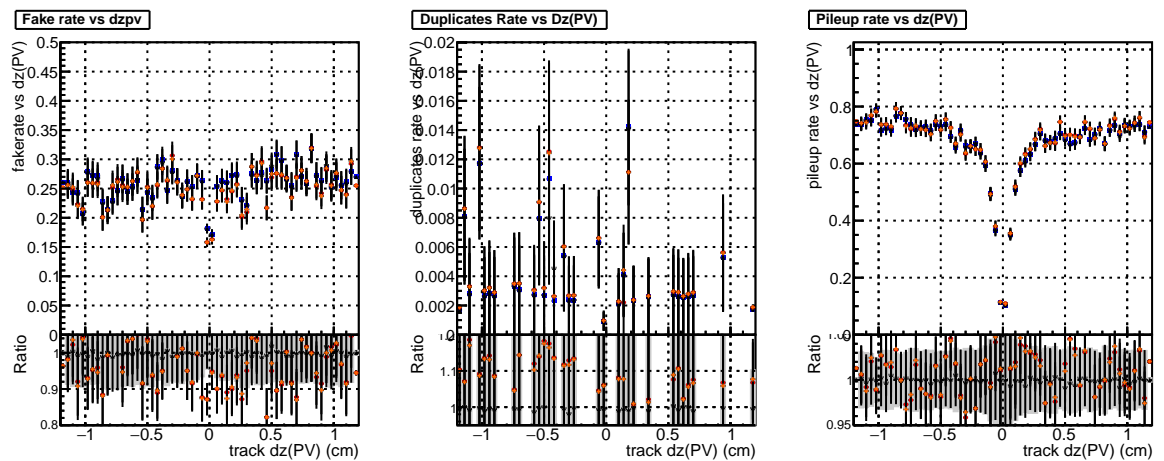 Fake rate vs dzpv
fakerate vs dz(PV)
0.5
0.45
0.4
0.35
0.3
0.25
0.2
0.15
0.1
0.05
0
Ratio
1
0.9
0.8
−1 −0.5 0 0.5 1
track dz(PV) (cm)
Duplicates Rate vs Dz(PV)
duplicates rate vs dz(PV)
0.02
0.018
0.016
0.014
0.012
0.01
0.008
0.006
0.004
0.002
0
Ratio
1.1
1
−1 −0.5 0 0.5 1
track dz(PV) (cm)
Pileup rate vs dz(PV)
pileup rate vs dz(PV)
1
0.8
0.6
0.4
0.2
0
Ratio
1
0.95
−1 −0.5 0 0.5 1
track dz(PV) (cm)